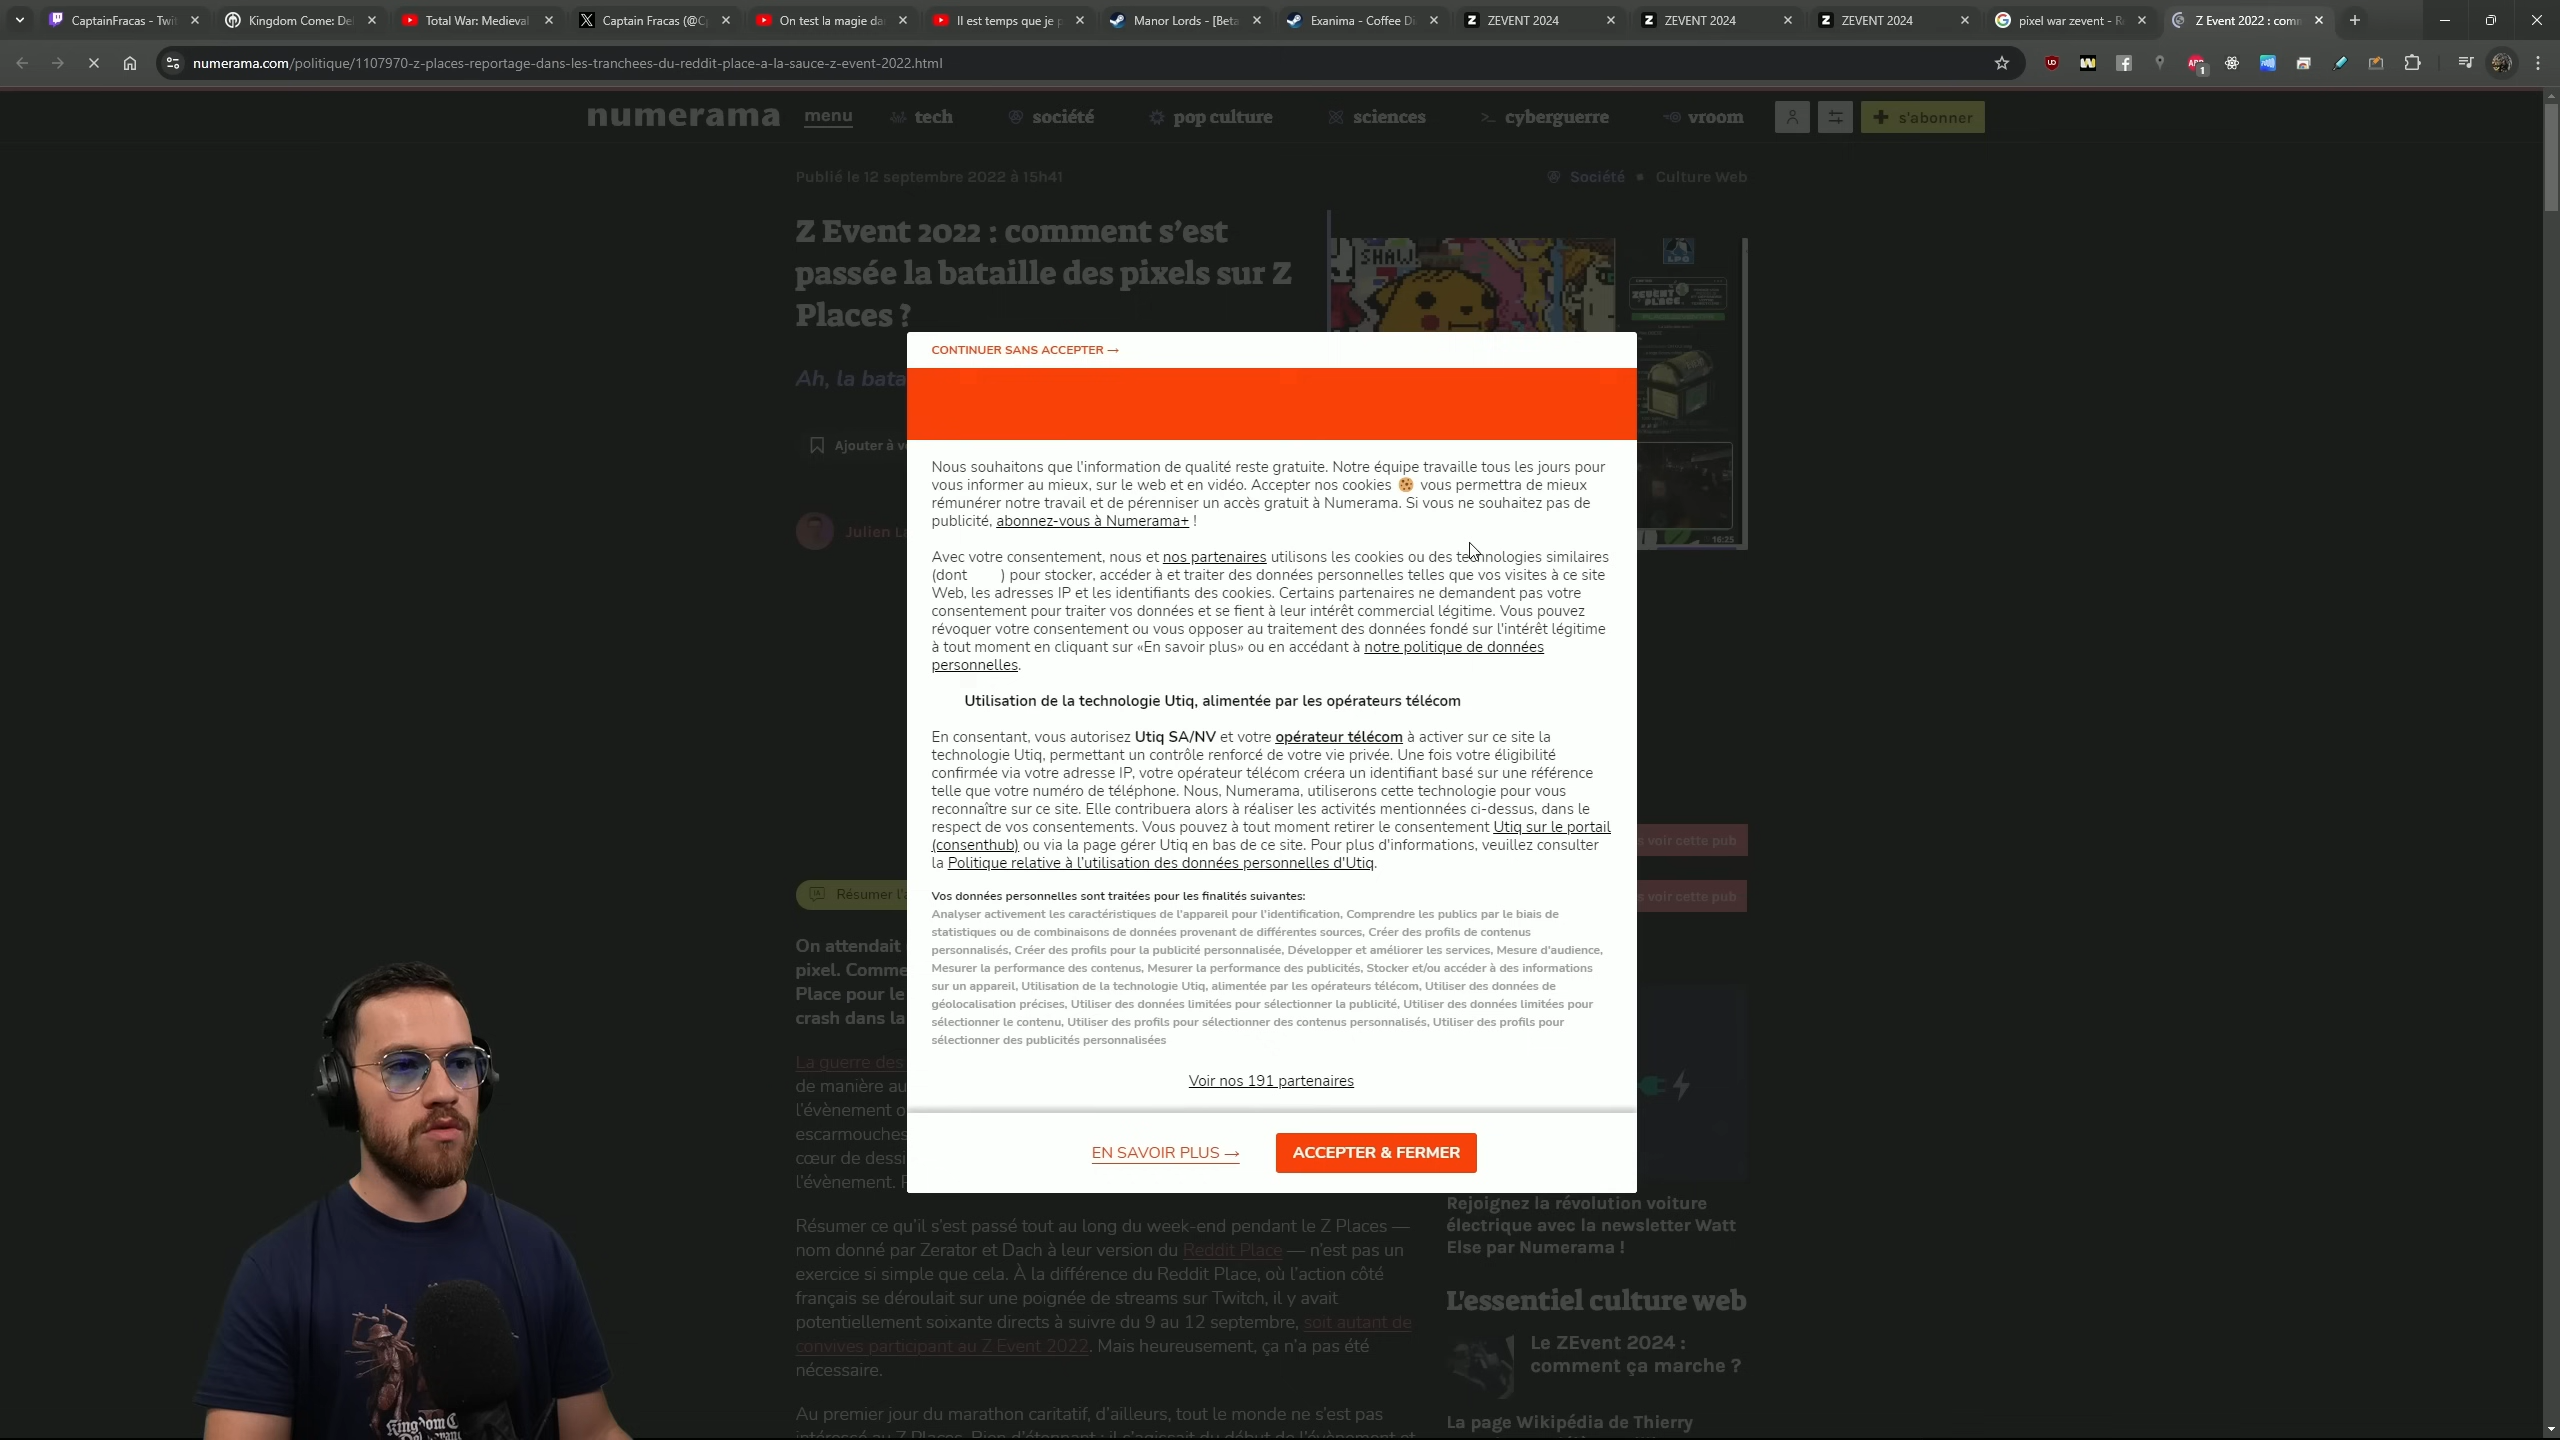 CaptainFracas - Twit
Kingdom Come: De
Total War: Medieval
Captain Fracas (@C
On test la magie da
Il est temps que je p
Manor Lords - [Beta
Exanima - Coffee Di
ZEVENT 2024
ZEVENT 2024
ZEVENT 2024
pixel war zevent - R
Z Event 2022 : com
numerama.com/politique/1107970-z-places-reportage-dans-les-tranchees-du-reddit-place-a-la-sauce-z-event-2022.html
numerama menu tech société pop culture sciences cyberguerre vroom s'abonner
Publié le 12 septembre 2022 à 15h41
Société • Culture Web
Z Event 2022 : comment s'est
passée la bataille des pixels sur Z
Places ?
SHAW
LPO
ZEVENT
PLACE
Ah, la bata
Ajouter à v
Julien L
16:25
CONTINUER SANS ACCEPTER →
Nous souhaitons que l'information de qualité reste gratuite. Notre équipe travaille tous les jours pour
vous informer au mieux, sur le web et en vidéo. Accepter nos cookies 🍪 vous permettra de mieux
rémunérer notre travail et de pérenniser un accès gratuit à Numerama. Si vous ne souhaitez pas de
publicité, abonnez-vous à Numerama+ !
Avec votre consentement, nous et nos partenaires utilisons les cookies ou des technologies similaires
(dont ) pour stocker, accéder à et traiter des données personnelles telles que vos visites à ce site
Web, les adresses IP et les identifiants des cookies. Certains partenaires ne demandent pas votre
consentement pour traiter vos données et se fient à leur intérêt commercial légitime. Vous pouvez
révoquer votre consentement ou vous opposer au traitement des données fondé sur l'intérêt légitime
à tout moment en cliquant sur «En savoir plus» ou en accédant à notre politique de données
personnelles.
Utilisation de la technologie Utiq, alimentée par les opérateurs télécom
En consentant, vous autorisez Utiq SA/NV et votre opérateur télécom à activer sur ce site la
technologie Utiq, permettant un contrôle renforcé de votre vie privée. Une fois votre éligibilité
confirmée via votre adresse IP, votre opérateur télécom créera un identifiant basé sur une référence
telle que votre numéro de téléphone. Nous, Numerama, utiliserons cette technologie pour vous
reconnaître sur ce site. Elle contribuera alors à réaliser les activités mentionnées ci-dessus, dans le
respect de vos consentements. Vous pouvez à tout moment retirer le consentement Utiq sur le portail
(consenthub) ou via la page gérer Utiq en bas de ce site. Pour plus d'informations, veuillez consulter
la Politique relative à l'utilisation des données personnelles d'Utiq.
Vos données personnelles sont traitées pour les finalités suivantes:
Analyser activement les caractéristiques de l'appareil pour l'identification, Comprendre les publics par le biais de
statistiques ou de combinaisons de données provenant de différentes sources, Créer des profils de contenus
personnalisés, Créer des profils pour la publicité personnalisée, Développer et améliorer les services, Mesure d'audience,
Mesurer la performance des contenus, Mesurer la performance des publicités, Stocker et/ou accéder à des informations
sur un appareil, Utilisation de la technologie Utiq, alimentée par les opérateurs télécom, Utiliser des données de
géolocalisation précises, Utiliser des données limitées pour sélectionner la publicité, Utiliser des données limitées pour
sélectionner le contenu, Utiliser des profils pour sélectionner des contenus personnalisés, Utiliser des profils pour
sélectionner des publicités personnalisées
Voir nos 191 partenaires
EN SAVOIR PLUS →
ACCEPTER & FERMER
s voir cette pub
s voir cette pub
Résumer l'a
On attendait
pixel. Comme
Place pour le
crash dans la
La guerre des
de manière au
l'évènement o
escarmouches
cœur de dessi
l'évènement. P
Résumer ce qu'il s'est passé tout au long du week-end pendant le Z Places —
nom donné par Zerator et Dach à leur version du Reddit Place — n'est pas un
exercice si simple que cela. À la différence du Reddit Place, où l'action côté
français se déroulait sur une poignée de streams sur Twitch, il y avait
potentiellement soixante directs à suivre du 9 au 12 septembre, soit autant de
convives participant au Z Event 2022. Mais heureusement, ça n'a pas été
nécessaire.
Au premier jour du marathon caritatif, d'ailleurs, tout le monde ne s'est pas
intéressé au Z Places. Rien d'étonnant : il s'agissait du début de l'évènement et
Rejoignez la révolution voiture
électrique avec la newsletter Watt
Else par Numerama !
L'essentiel culture web
Le ZEvent 2024 :
comment ça marche ?
La page Wikipédia de Thierry
Kingdom C